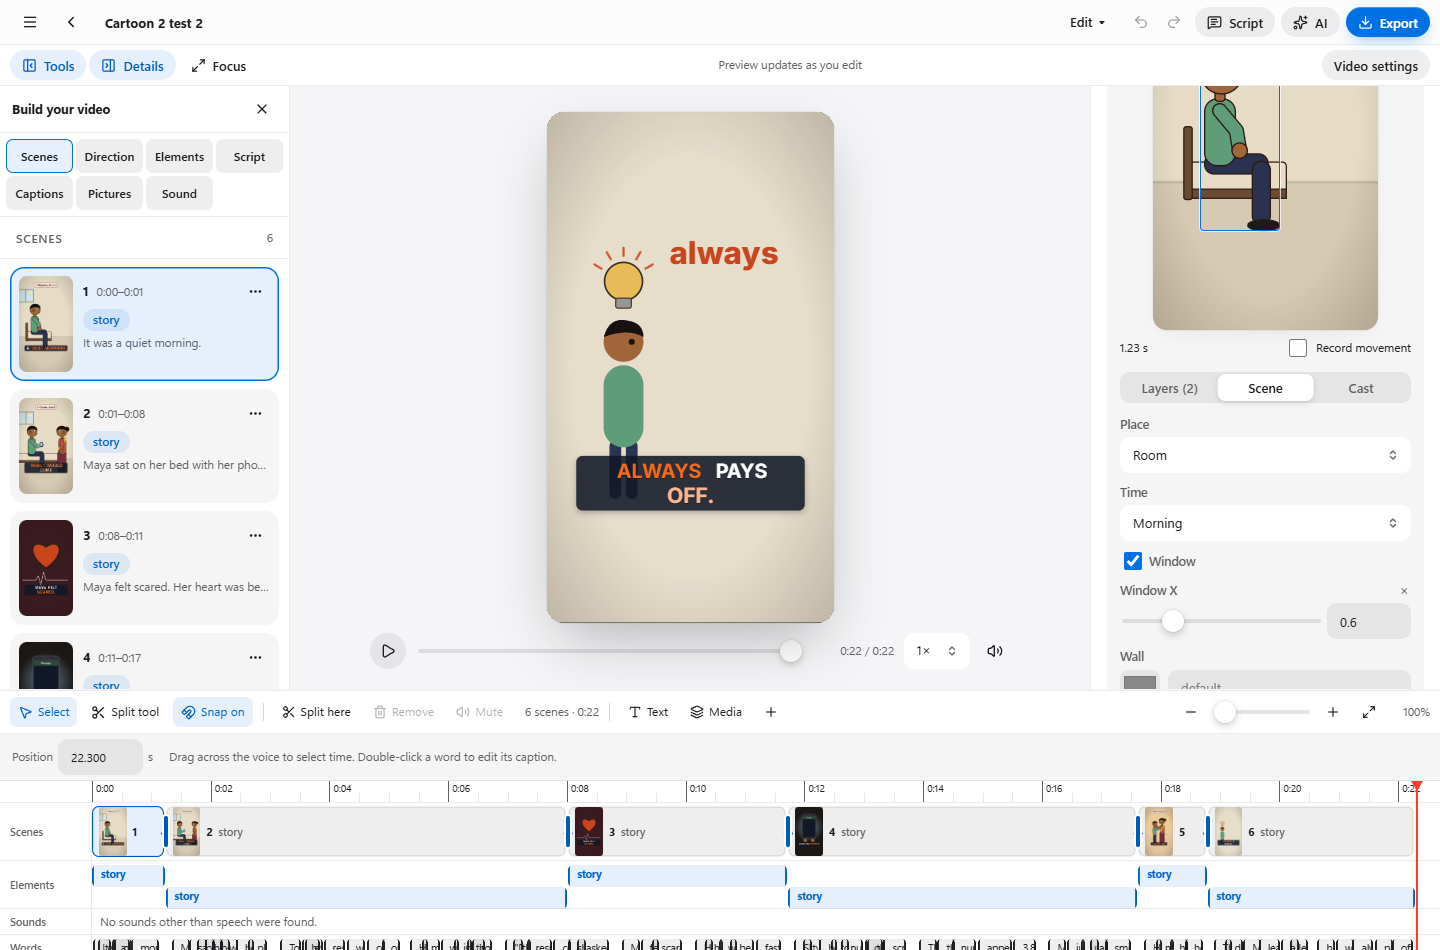 Cartoon 2 test 2
Edit
Script
AI
Export
Tools
Details
Focus
Preview updates as you edit
Video settings
Build your video
Scenes
Direction
Elements
Script
Captions
Pictures
Sound
SCENES
6
1 0:00–0:01
story
It was a quiet morning.
2 0:01–0:08
story
Maya sat on her bed with her pho...
3 0:08–0:11
story
Maya felt scared. Her heart was be...
MAYA FELT
SCARED.
4 0:11–0:17
story
always
ALWAYS PAYS
OFF.
0:22 / 0:22
1×
1.23 s
Record movement
Layers (2)
Scene
Cast
Place
Room
Time
Morning
Window
Window X
0.6
Wall
default
Select
Split tool
Snap on
Split here
Remove
Mute
6 scenes · 0:22
Text
Media
100%
Position
22.300
s
Drag across the voice to select time. Double-click a word to edit its caption.
0:00
0:02
0:04
0:06
0:08
0:10
0:12
0:14
0:16
0:18
0:20
Scenes
1
2 story
3 story
4 story
5
6 story
Elements
story
story
story
story
story
story
Sounds
No sounds other than speech were found.
Words